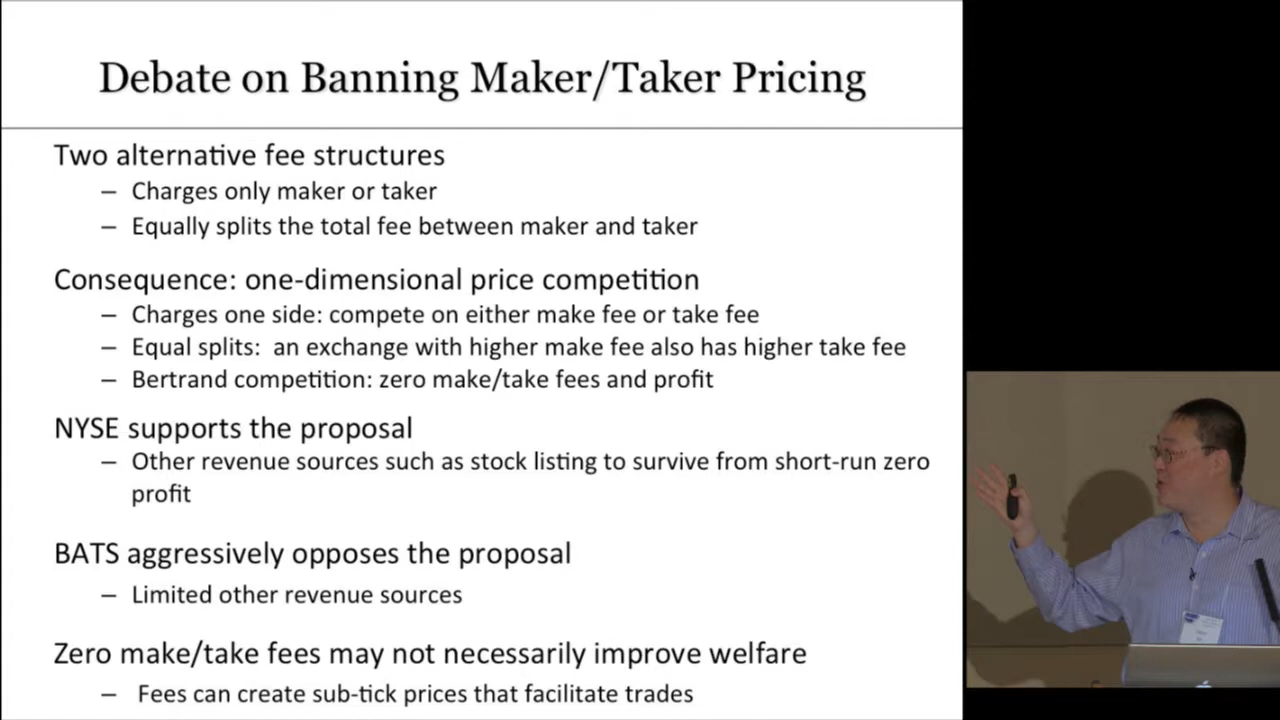 Debate on Banning Maker/Taker Pricing
Two alternative fee structures
– Charges only maker or taker
– Equally splits the total fee between maker and taker
Consequence: one-dimensional price competition
– Charges one side: compete on either make fee or take fee
– Equal splits: an exchange with higher make fee also has higher take fee
– Bertrand competition: zero make/take fees and profit
NYSE supports the proposal
– Other revenue sources such as stock listing to survive from short-run zero
profit
BATS aggressively opposes the proposal
– Limited other revenue sources
Zero make/take fees may not necessarily improve welfare
– Fees can create sub-tick prices that facilitate trades